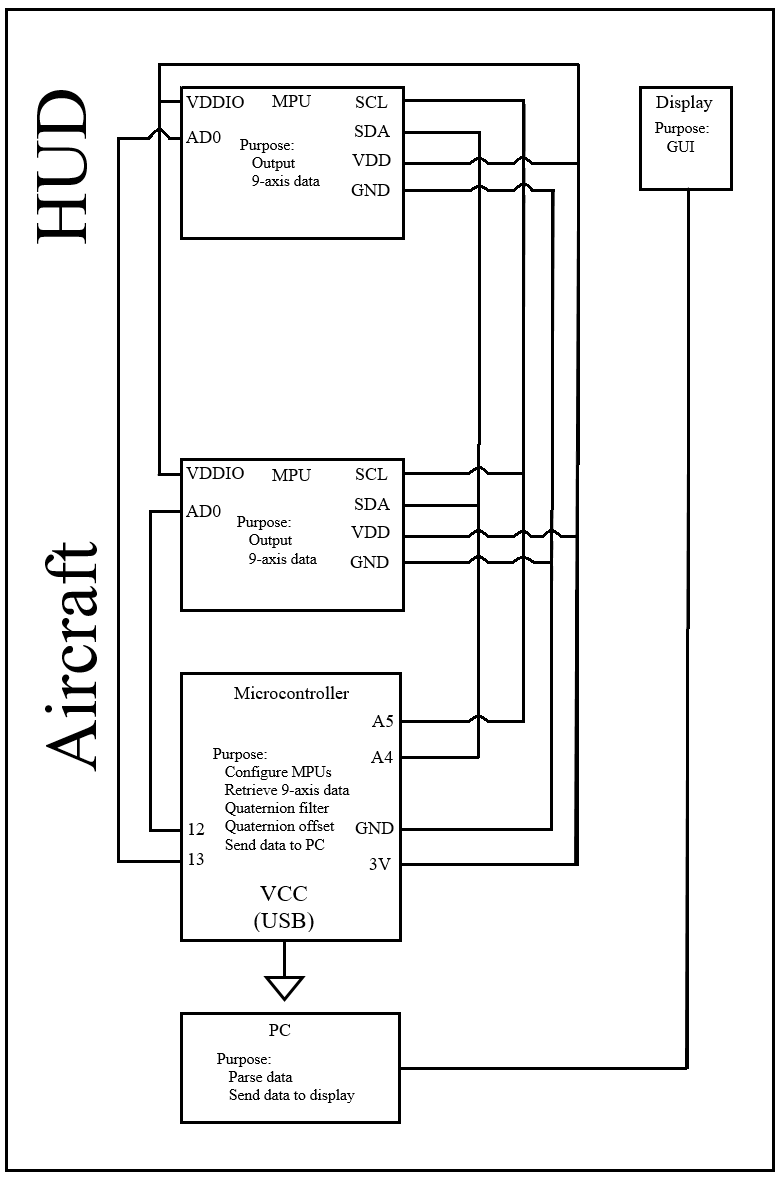 HUD
VDDIO MPU SCL
AD0 SDA
Purpose:
Output
9-axis data
VDD
GND
Display
Purpose:
GUI
Aircraft
VDDIO MPU SCL
AD0 SDA
Purpose:
Output
9-axis data
VDD
GND
Microcontroller
A5
A4
Purpose:
Configure MPUs
Retrieve 9-axis data
Quaternion filter
Quaternion offset
Send data to PC
12
13
GND
3V
VCC
(USB)
PC
Purpose:
Parse data
Send data to display